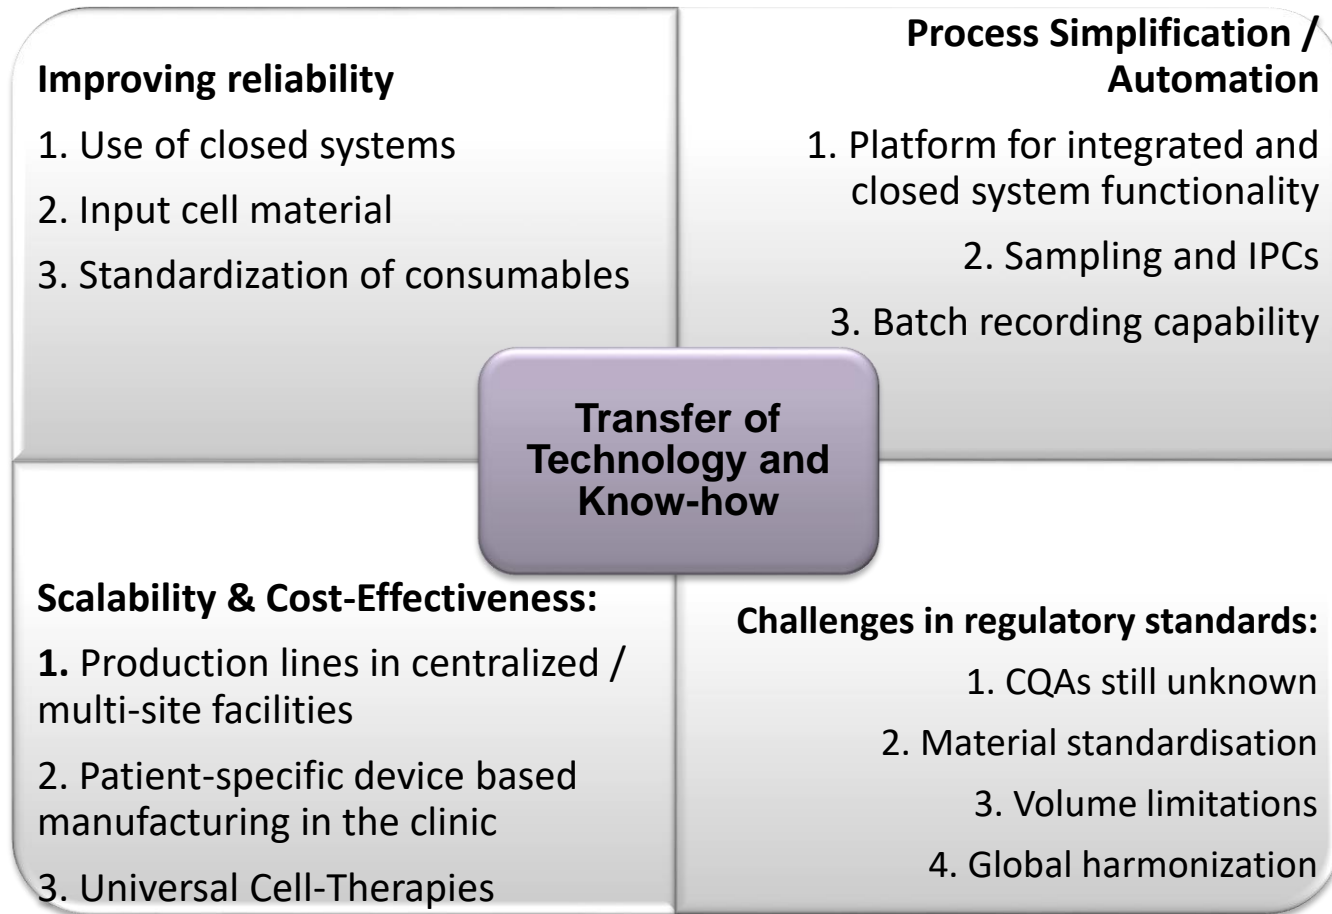 Improving reliability
1. Use of closed systems
2. Input cell material
3. Standardization of consumables
Process Simplification /
Automation
1. Platform for integrated and
closed system functionality
2. Sampling and IPCs
3. Batch recording capability
Transfer of
Technology and
Know-how
Scalability & Cost-Effectiveness:
1. Production lines in centralized /
multi-site facilities
2. Patient-specific device based
manufacturing in the clinic
3. Universal Cell-Therapies
Challenges in regulatory standards:
1. CQAs still unknown
2. Material standardisation
3. Volume limitations
4. Global harmonization